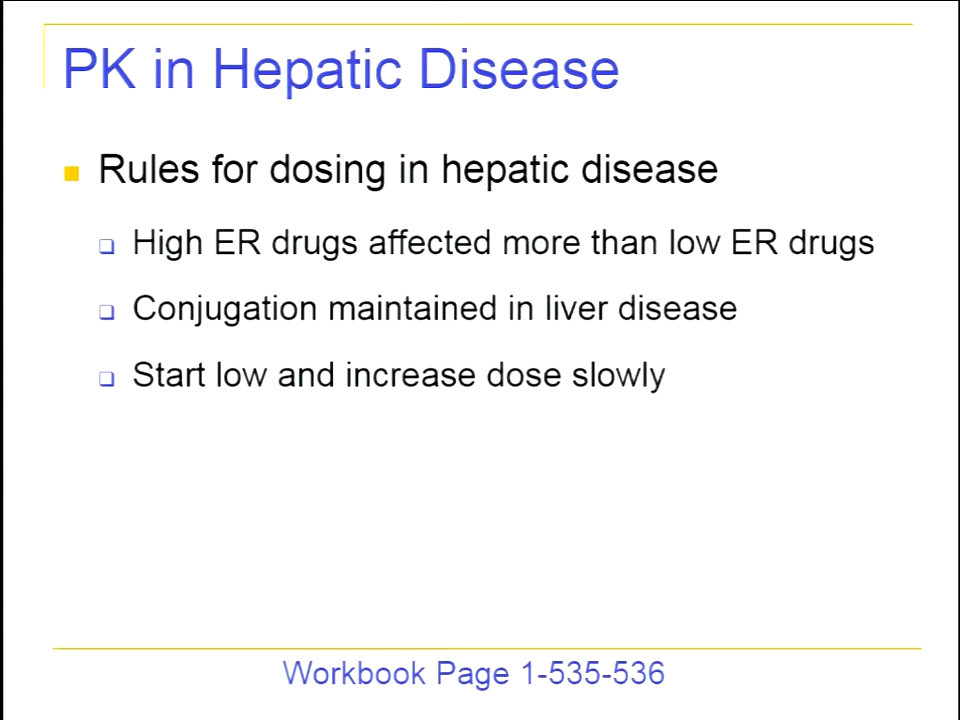 PK in Hepatic Disease
Rules for dosing in hepatic disease
High ER drugs affected more than low ER drugs
Conjugation maintained in liver disease
Start low and increase dose slowly
Workbook Page 1-535-536